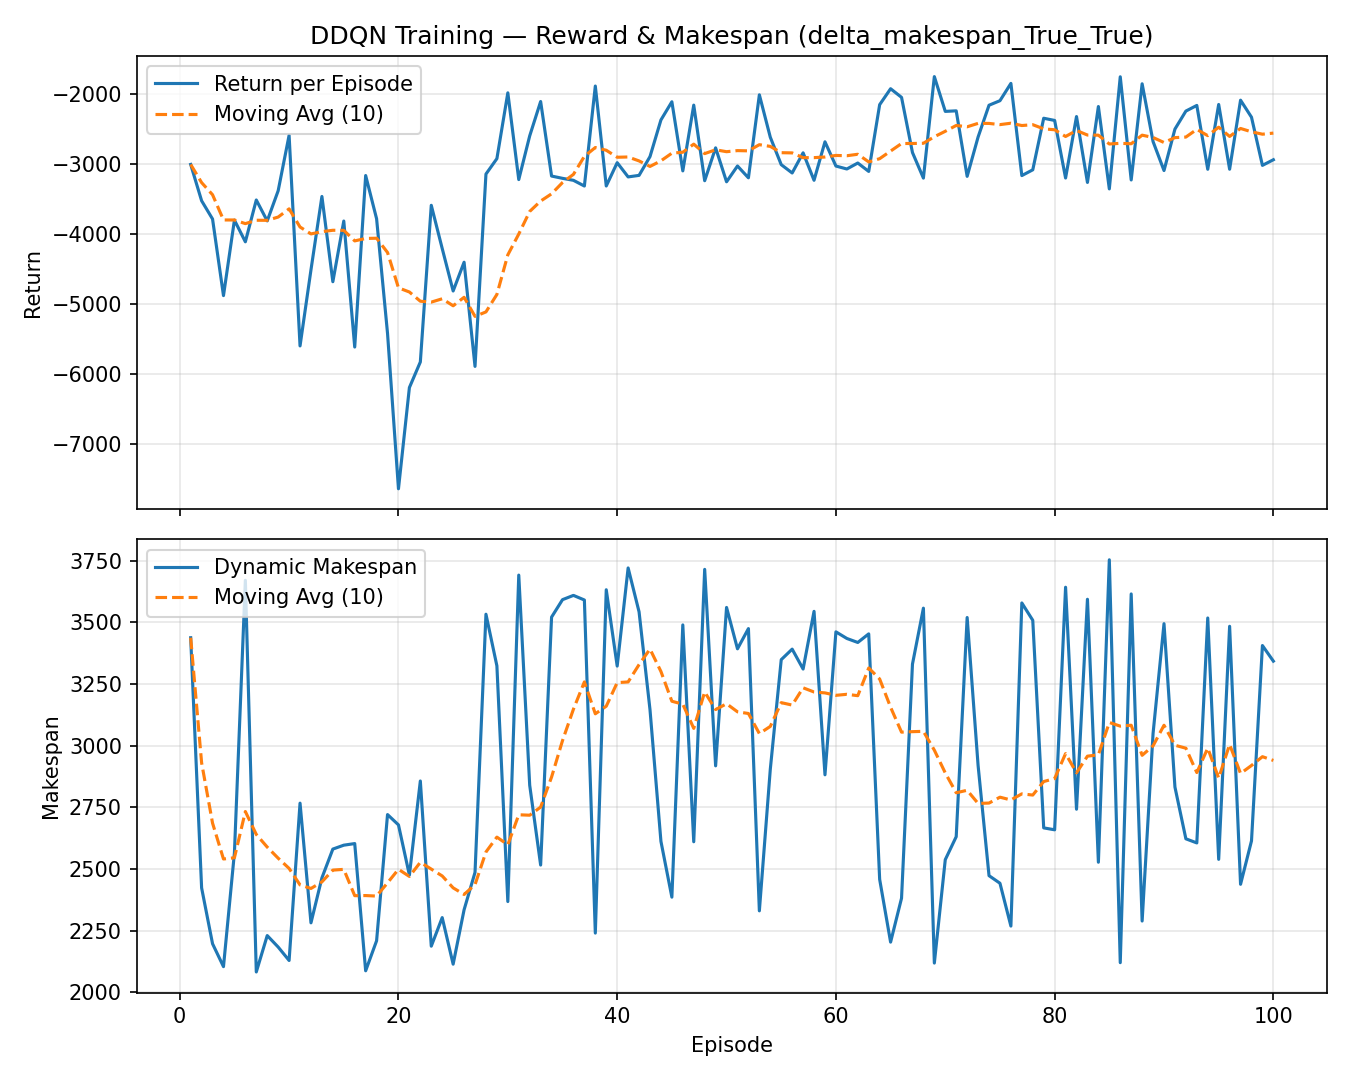 DDQN Training — Reward & Makespan (delta_makespan_True_True)
Return per Episode
Moving Avg (10)
Return
−2000
−3000
−4000
−5000
−6000
−7000
Dynamic Makespan
Moving Avg (10)
Makespan
3750
3500
3250
3000
2750
2500
2250
2000
0 20 40 60 80 100
Episode